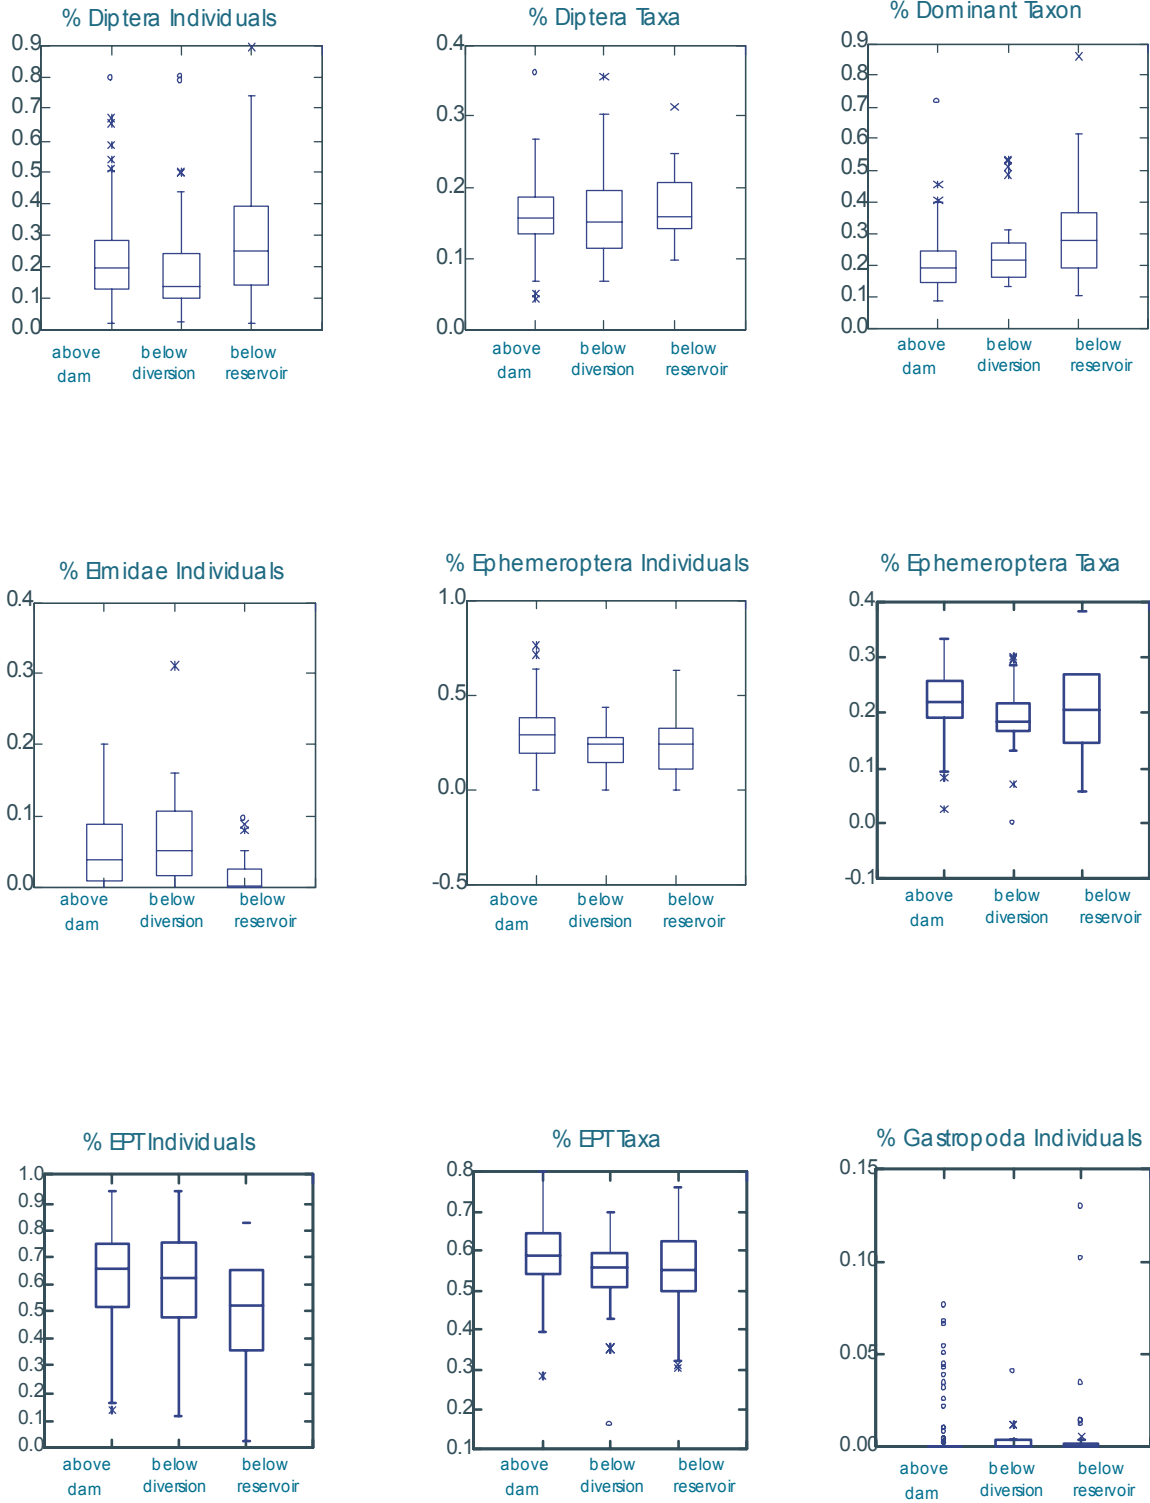 % Diptera Individuals
0.9
0.8
0.7
0.6
0.5
0.4
0.3
0.2
0.1
0.0
above dam
below diversion
below reservoir
% Diptera Taxa
0.4
0.3
0.2
0.1
0.0
above dam
below diversion
below reservoir
% Dominant Taxon
0.9
0.8
0.7
0.6
0.5
0.4
0.3
0.2
0.1
0.0
above dam
below diversion
below reservoir
% Elmidae Individuals
0.4
0.3
0.2
0.1
0.0
above dam
below diversion
below reservoir
% Ephemeroptera Individuals
1.0
0.5
0.0
-0.5
above dam
below diversion
below reservoir
% Ephemeroptera Taxa
0.4
0.3
0.2
0.1
0.0
-0.1
above dam
below diversion
below reservoir
% EPT Individuals
1.0
0.9
0.8
0.7
0.6
0.5
0.4
0.3
0.2
0.1
0.0
above dam
below diversion
below reservoir
% EPT Taxa
0.8
0.7
0.6
0.5
0.4
0.3
0.2
0.1
above dam
below diversion
below reservoir
% Gastropoda Individuals
0.15
0.10
0.05
0.00
above dam
below diversion
below reservoir